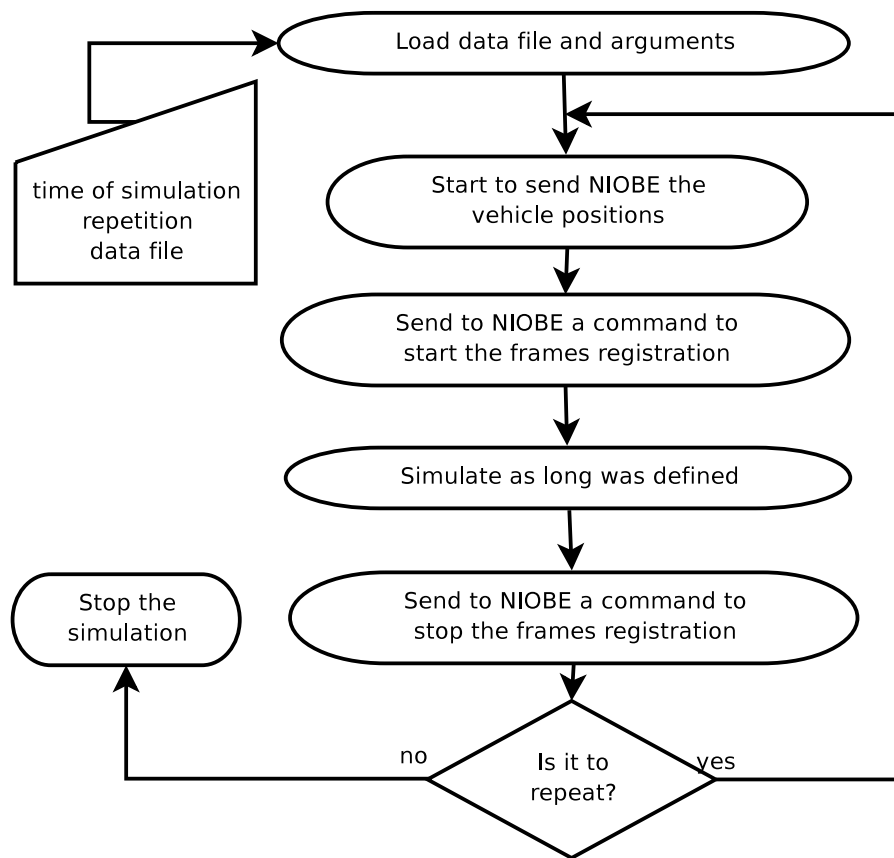 Load data file and arguments
time of simulation
repetition
data file
Start to send NIOBE the
vehicle positions
Send to NIOBE a command to
start the frames registration
Simulate as long was defined
Send to NIOBE a command to
stop the frames registration
Stop the
simulation
no
Is it to
repeat?
yes